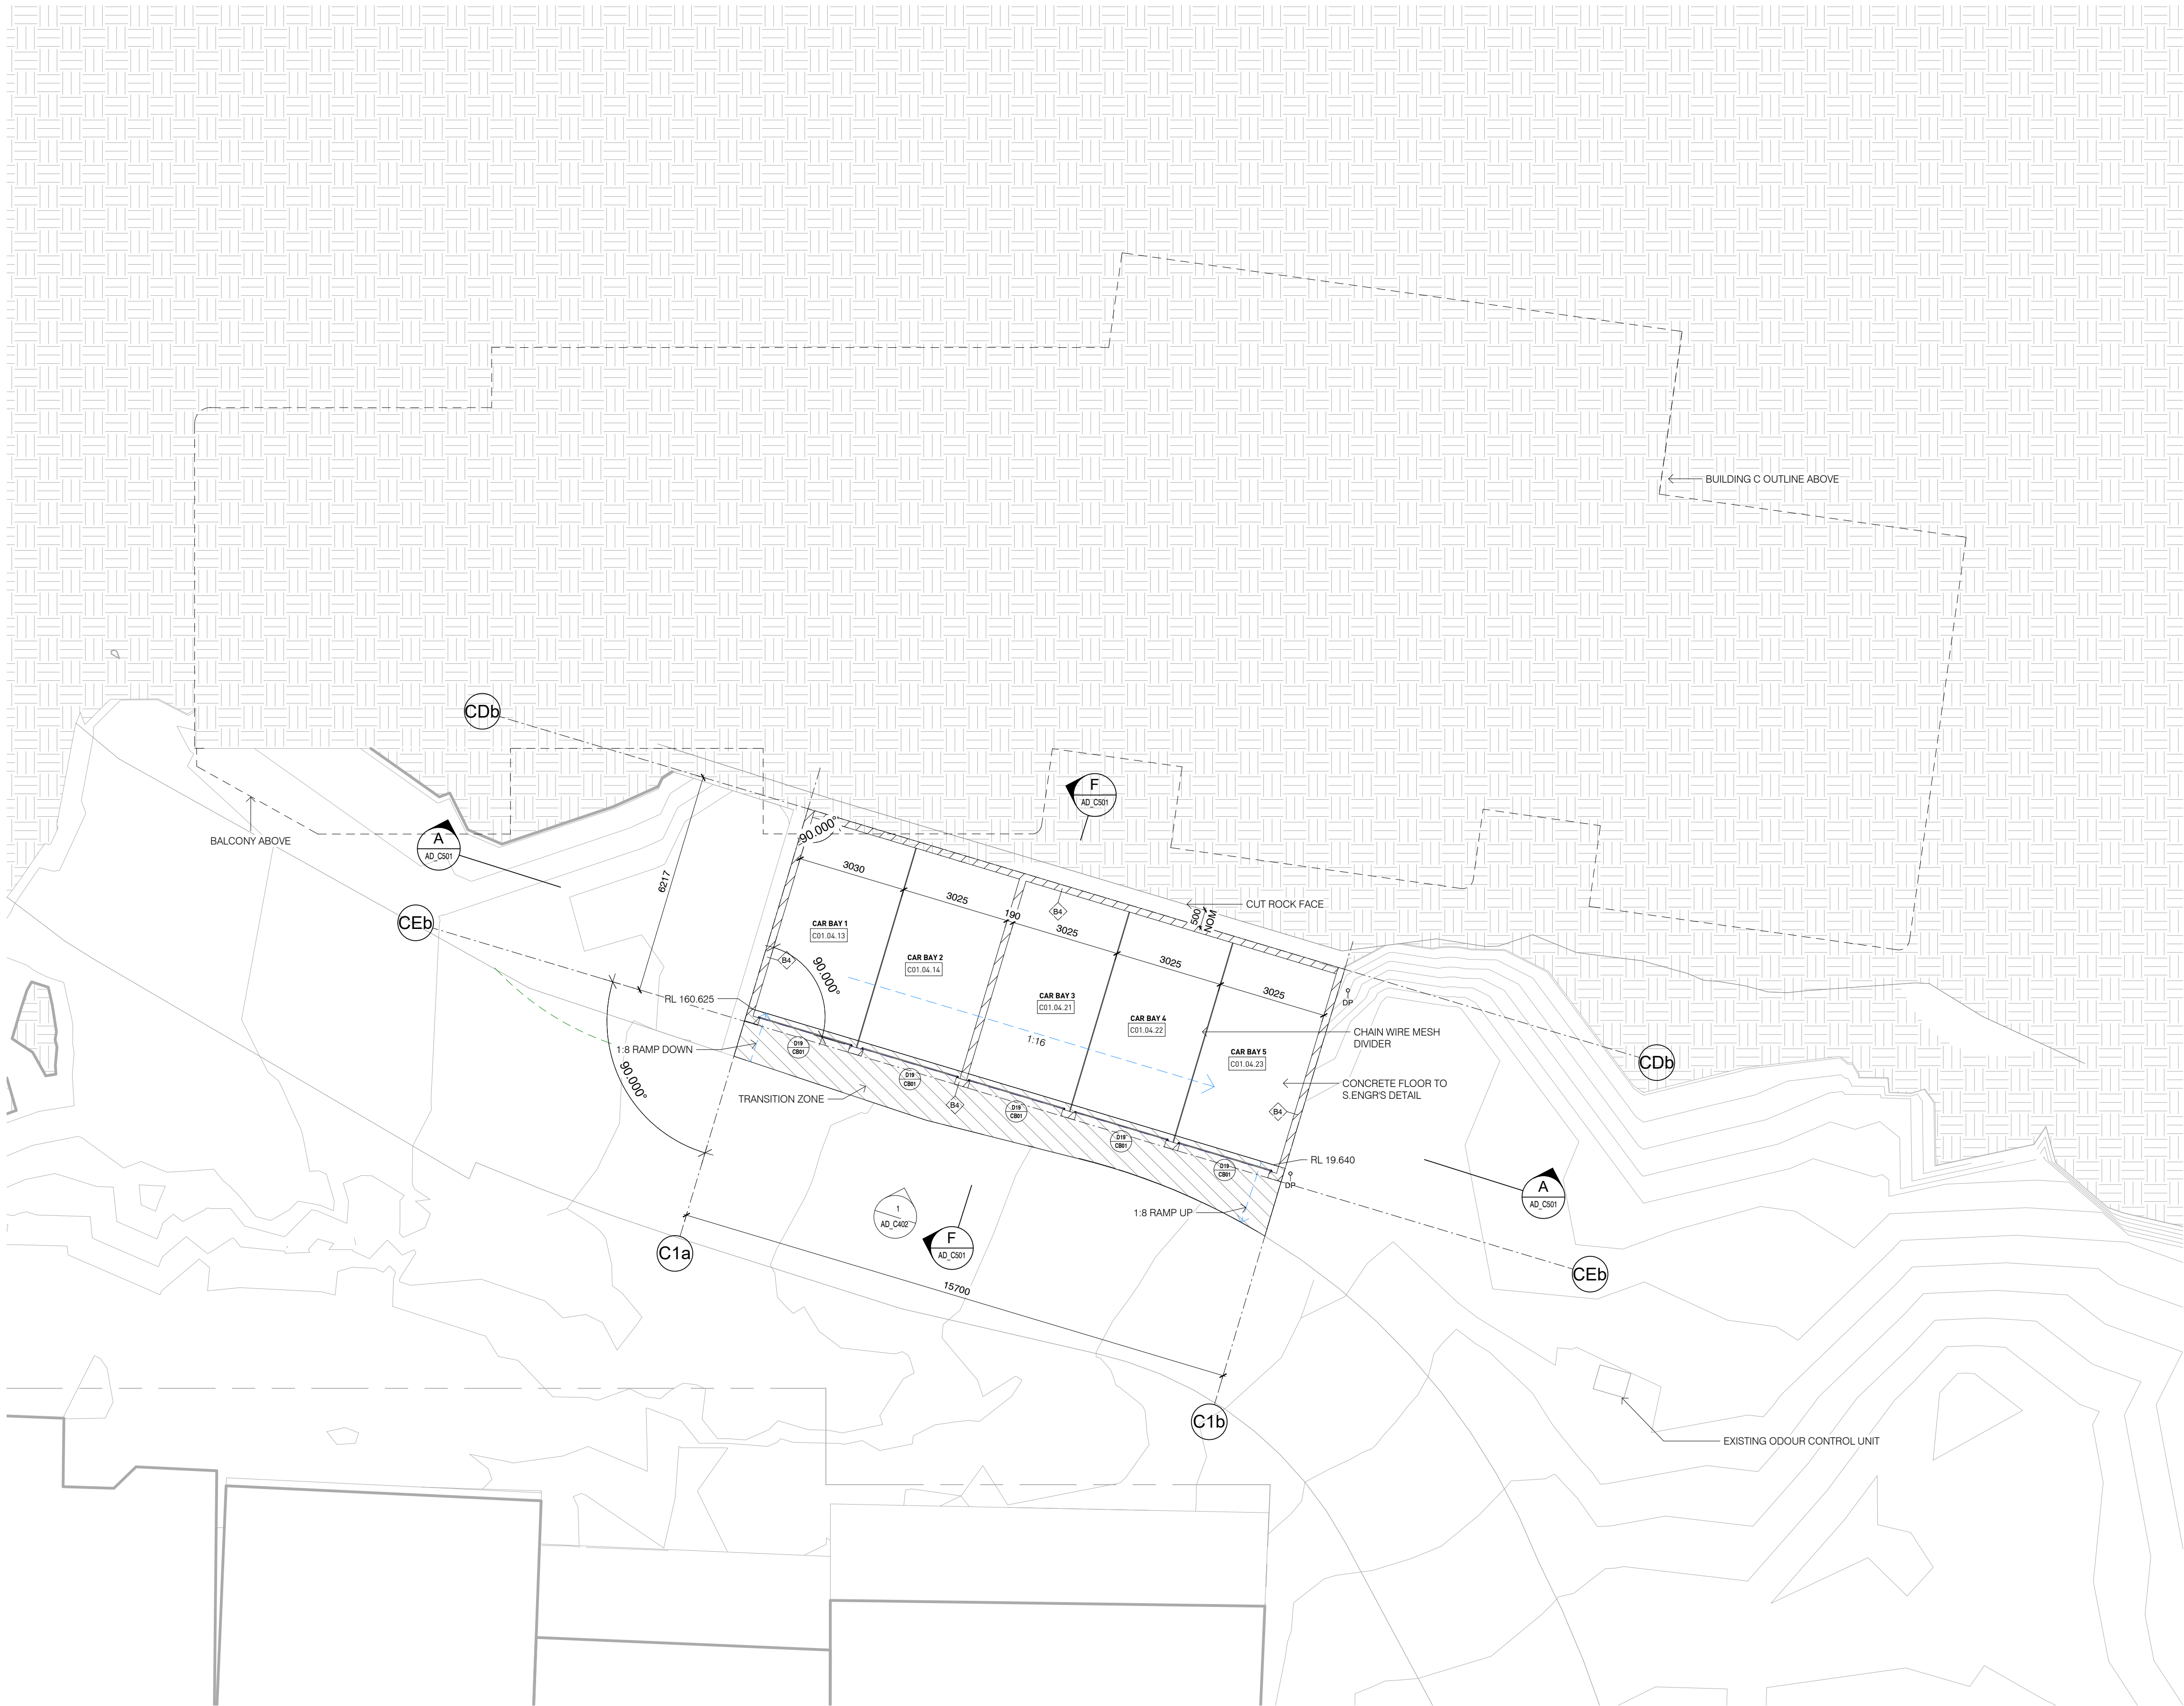 BUILDING C OUTLINE ABOVE
CDb
BALCONY ABOVE
A
AD_C501
F
AD_C501
90.000°
3030
6217
3025
190
B4
3025
500
NOM
CUT ROCK FACE
CEb
CAR BAY 1
C01.04.13
B4
90.000°
CAR BAY 2
C01.04.14
3025
3025
CAR BAY 3
C01.04.21
CAR BAY 4
C01.04.22
CAR BAY 5
C01.04.23
DP
RL 160.625
1:8 RAMP DOWN
D19
CB01
1:16
CHAIN WIRE MESH
DIVIDER
CDb
90.000°
TRANSITION ZONE
D19
CB01
B4
D19
CB01
D19
CB01
D19
CB01
B4
CONCRETE FLOOR TO
S.ENGR'S DETAIL
RL 19.640
DP
A
AD_C501
1:8 RAMP UP
1
AD_C402
F
AD_C501
C1a
CEb
15700
C1b
EXISTING ODOUR CONTROL UNIT